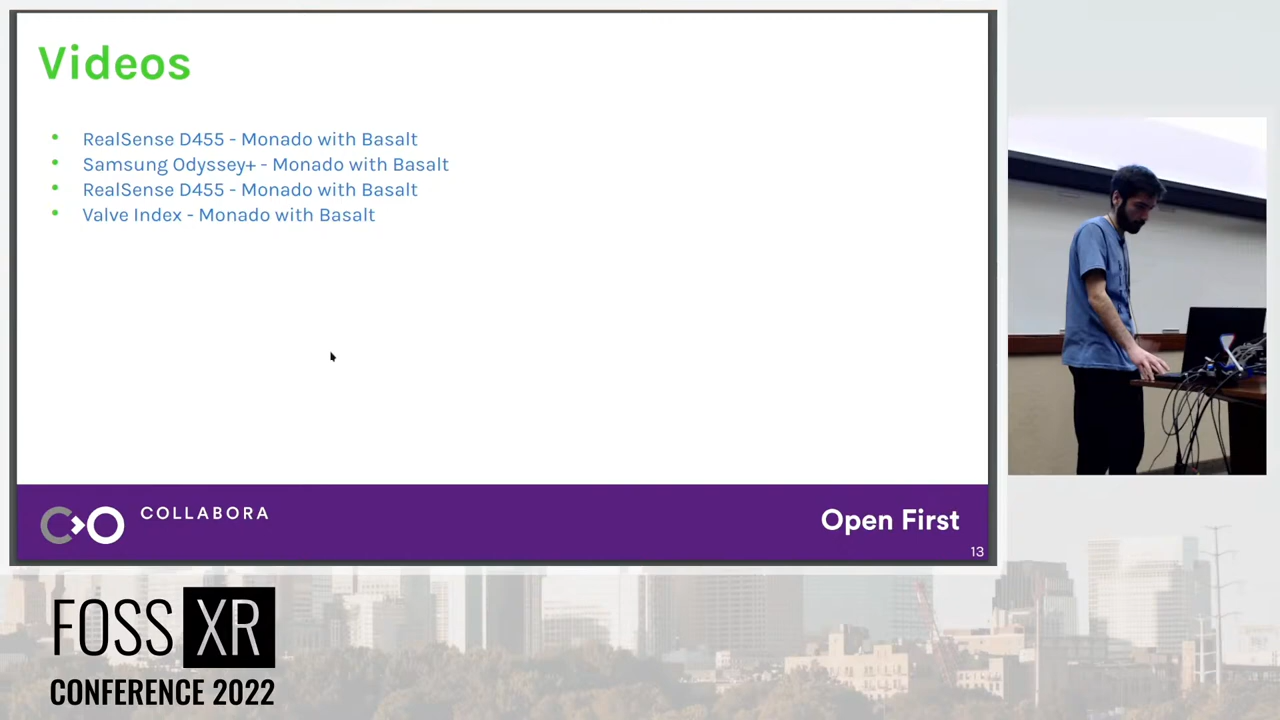 Videos
RealSense D455 - Monado with Basalt
Samsung Odyssey+ - Monado with Basalt
RealSense D455 - Monado with Basalt
Valve Index - Monado with Basalt
COLLABORA
Open First
13
FOSS XR
CONFERENCE 2022